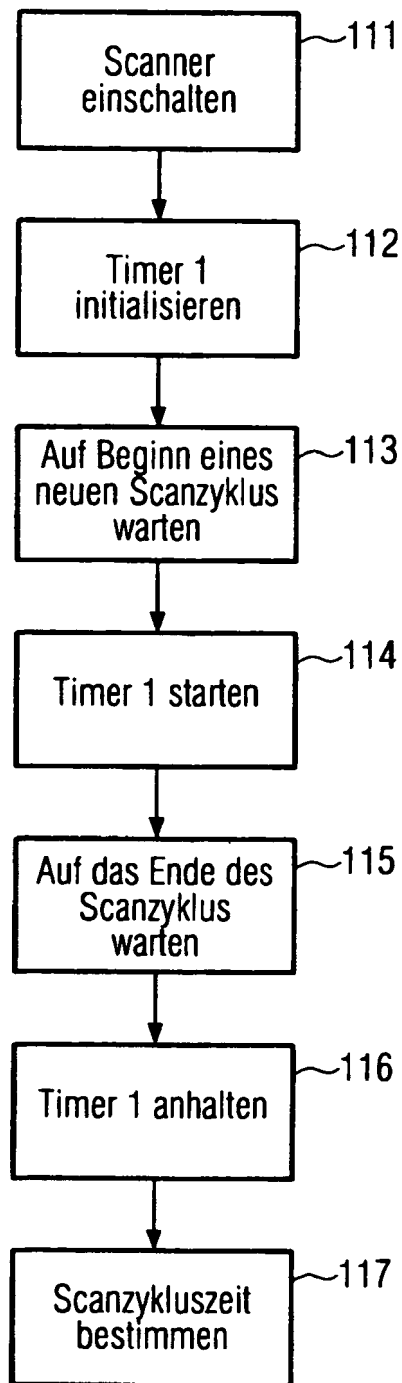 111
Scanner
einschalten
112
Timer 1
initialisieren
113
Auf Beginn eines
neuen Scanzyklus
warten
114
Timer 1 starten
115
Auf das Ende des
Scanzyklus
warten
116
Timer 1 anhalten
117
Scanzykluszeit
bestimmen